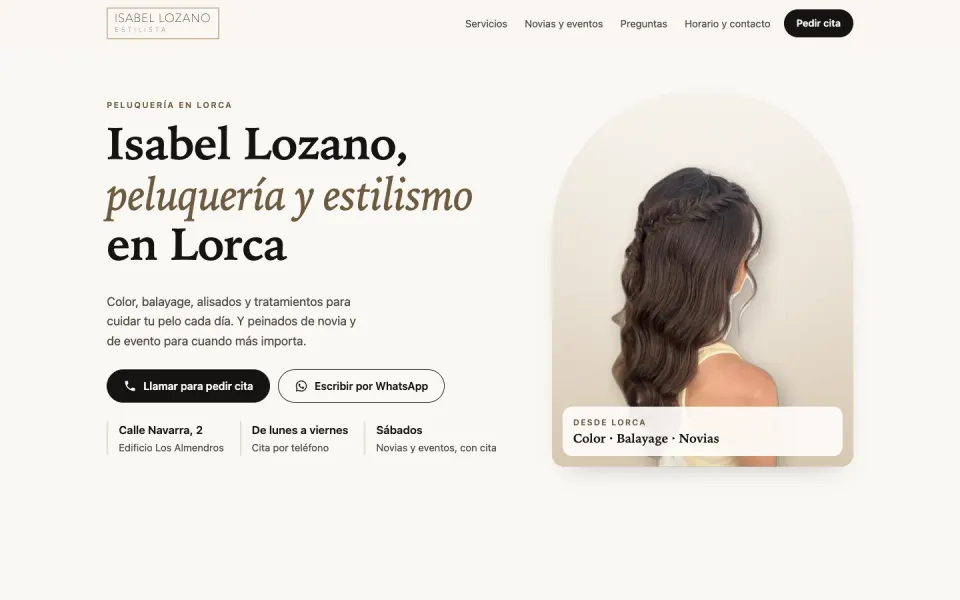 ISABEL LOZANO
ESTILISTA
Servicios
Novias y eventos
Preguntas
Horario y contacto
Pedir cita
PELUQUERÍA EN LORCA
Isabel Lozano,
peluquería y estilismo
en Lorca
Color, balayage, alisados y tratamientos para
cuidar tu pelo cada día. Y peinados de novia y
de evento para cuando más importa.
Llamar para pedir cita
Escribir por WhatsApp
Calle Navarra, 2
Edificio Los Almendros
De lunes a viernes
Cita por teléfono
Sábados
Novias y eventos, con cita
DESDE LORCA
Color · Balayage · Novias